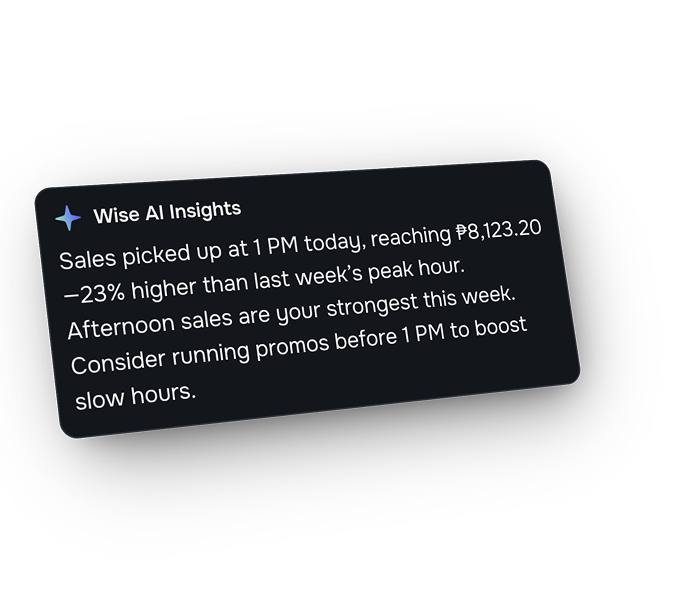 Wise AI Insights
Sales picked up at 1 PM today, reaching ₱8,123.20
—23% higher than last week’s peak hour.
Afternoon sales are your strongest this week.
Consider running promos before 1 PM to boost
slow hours.